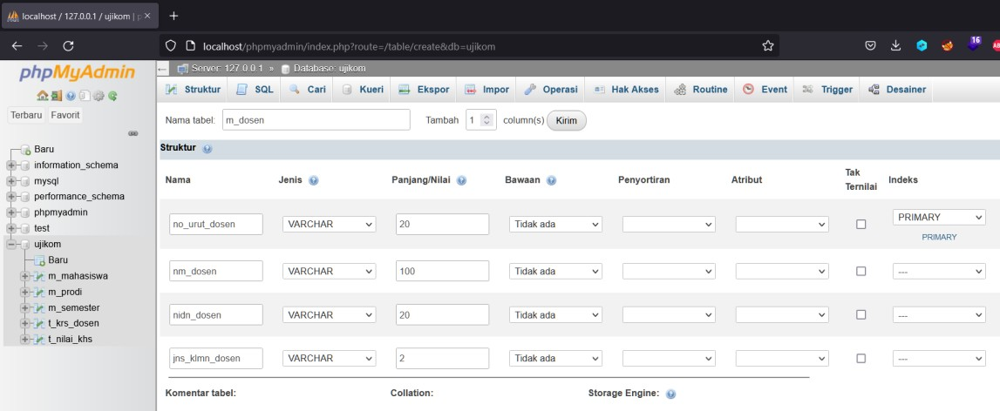 localhost / 127.0.0.1 / ujikom | p
localhost/phpmyadmin/index.php?route=/table/create&db=ujikom
16
phpMyAdmin
Terbaru Favorit
Baru
information_schema
mysql
performance_schema
phpmyadmin
test
ujikom
Baru
m_mahasiswa
m_prodi
m_semester
t_krs_dosen
t_nilai_khs
Server: 127.0.0.1 » Database: ujikom
Struktur SQL Cari Kueri Ekspor Impor Operasi Hak Akses Routine Event Trigger Desainer
Nama tabel: m_dosen Tambah 1 column(s) Kirim
Struktur
Nama Jenis Panjang/Nilai Bawaan Penyortiran Atribut Tak Ternilai Indeks
no_urut_dosen VARCHAR 20 Tidak ada PRIMARY
PRIMARY
nm_dosen VARCHAR 100 Tidak ada ---
nidn_dosen VARCHAR 20 Tidak ada ---
jns_klmn_dosen VARCHAR 2 Tidak ada ---
Komentar tabel: Collation: Storage Engine: